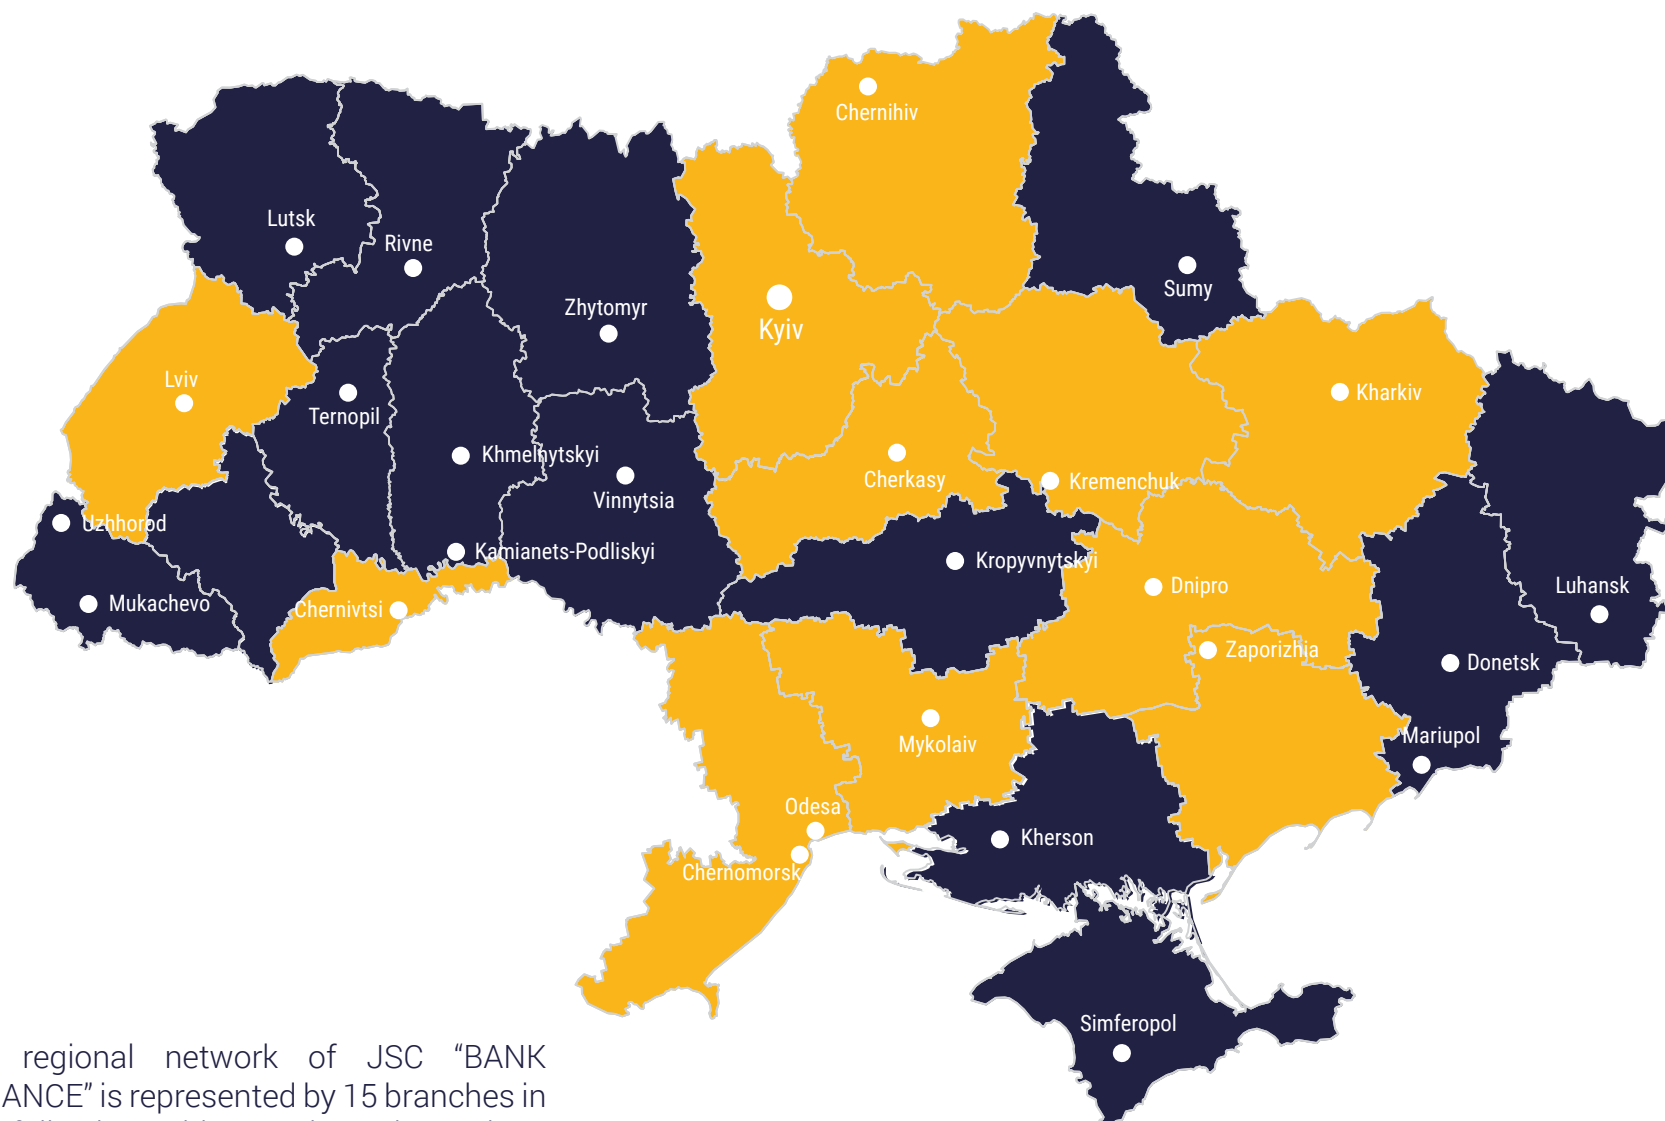 Chernihiv
Lutsk
Rivne
Sumy
Zhytomyr
Kyiv
Lviv
Kharkiv
Ternopil
Khmelnytskyi
Cherkasy
Kremenchuk
Vinnytsia
Uzhhorod
Kamianets-Podliskyi
Kropyvnytskyi
Dnipro
Luhansk
Mukachevo
Chernivtsi
Zaporizhia
Donetsk
Mykolaiv
Mariupol
Odesa
Kherson
Chernomorsk
Simferopol
regional network of JSC “BANK
ANCE” is represented by 15 branches in